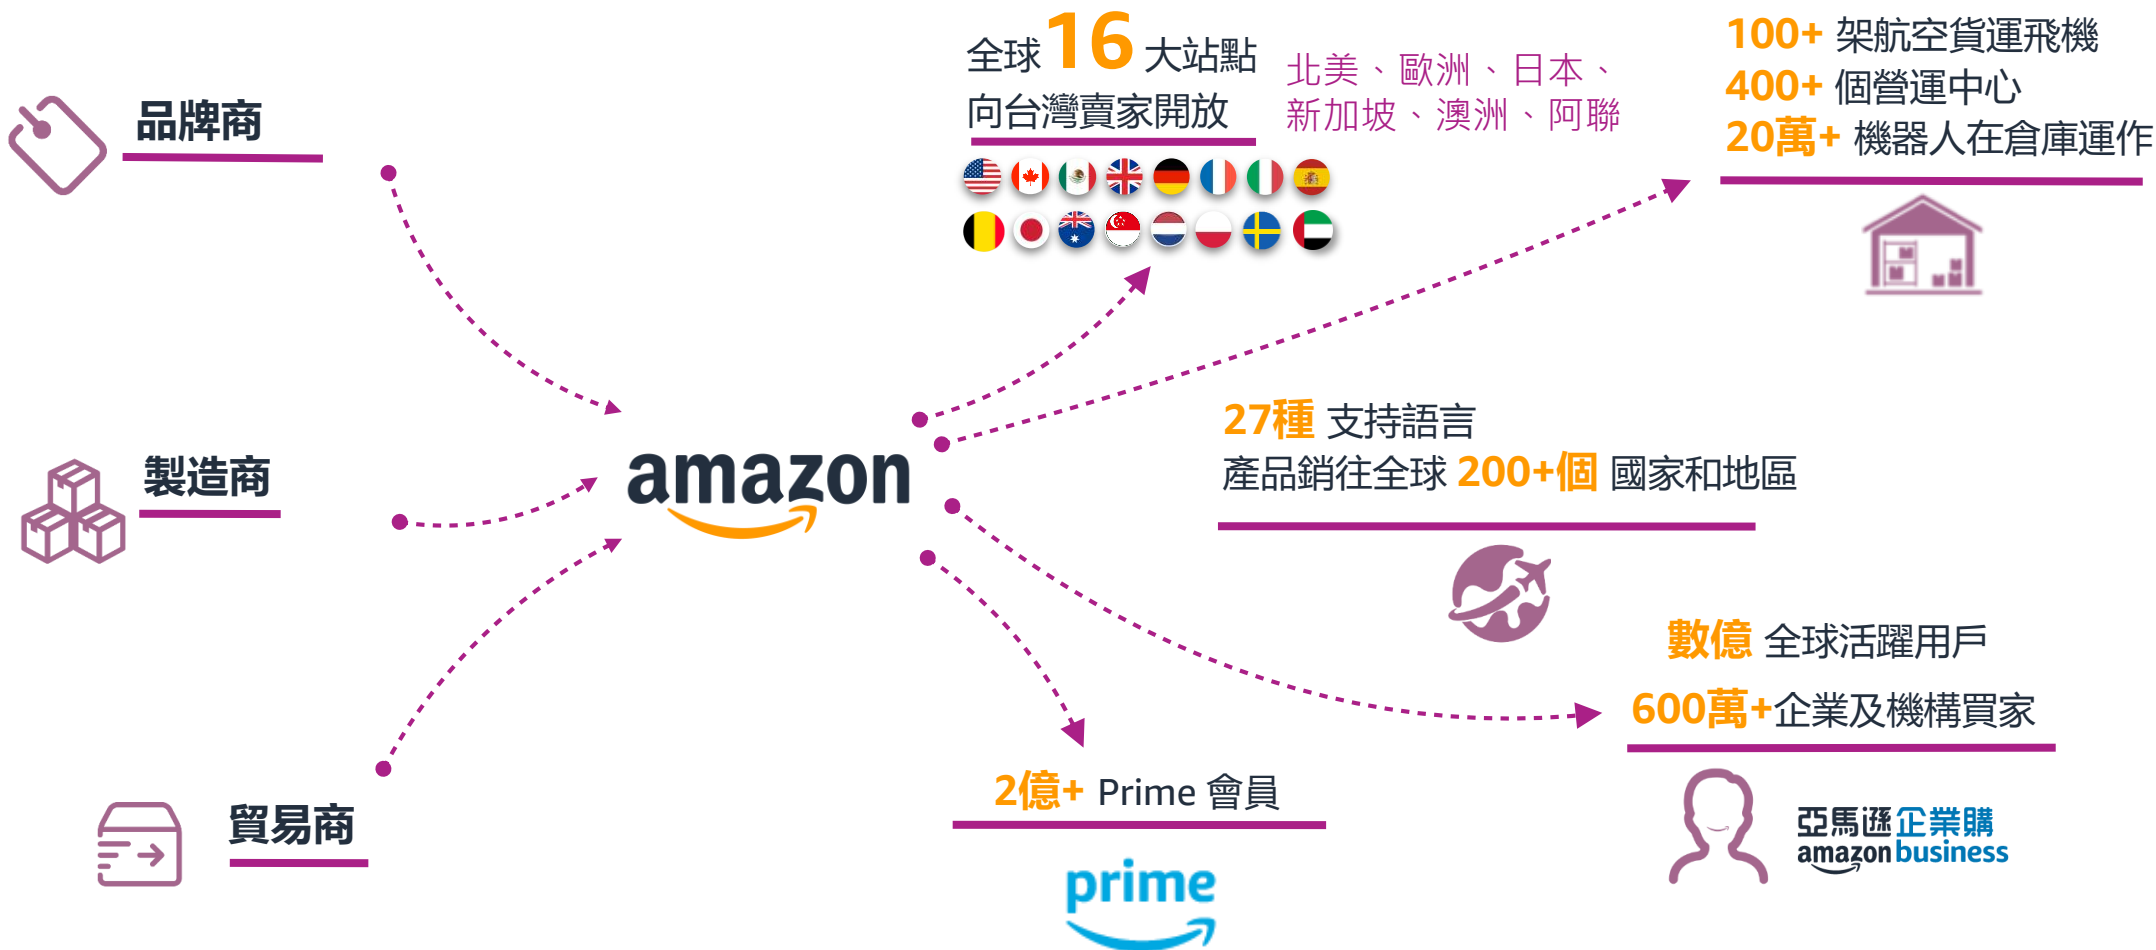 品牌商
製造商
貿易商
amazon
全球16大站點
向台灣賣家開放
北美、歐洲、日本、
新加坡、澳洲、阿聯
100+ 架航空貨運飛機
400+ 個營運中心
20萬+ 機器人在倉庫運作
27種 支持語言
產品銷往全球 200+個 國家和地區
數億 全球活躍用戶
600萬+企業及機構買家
亞馬遜企業購
amazon business
2億+ Prime 會員
prime